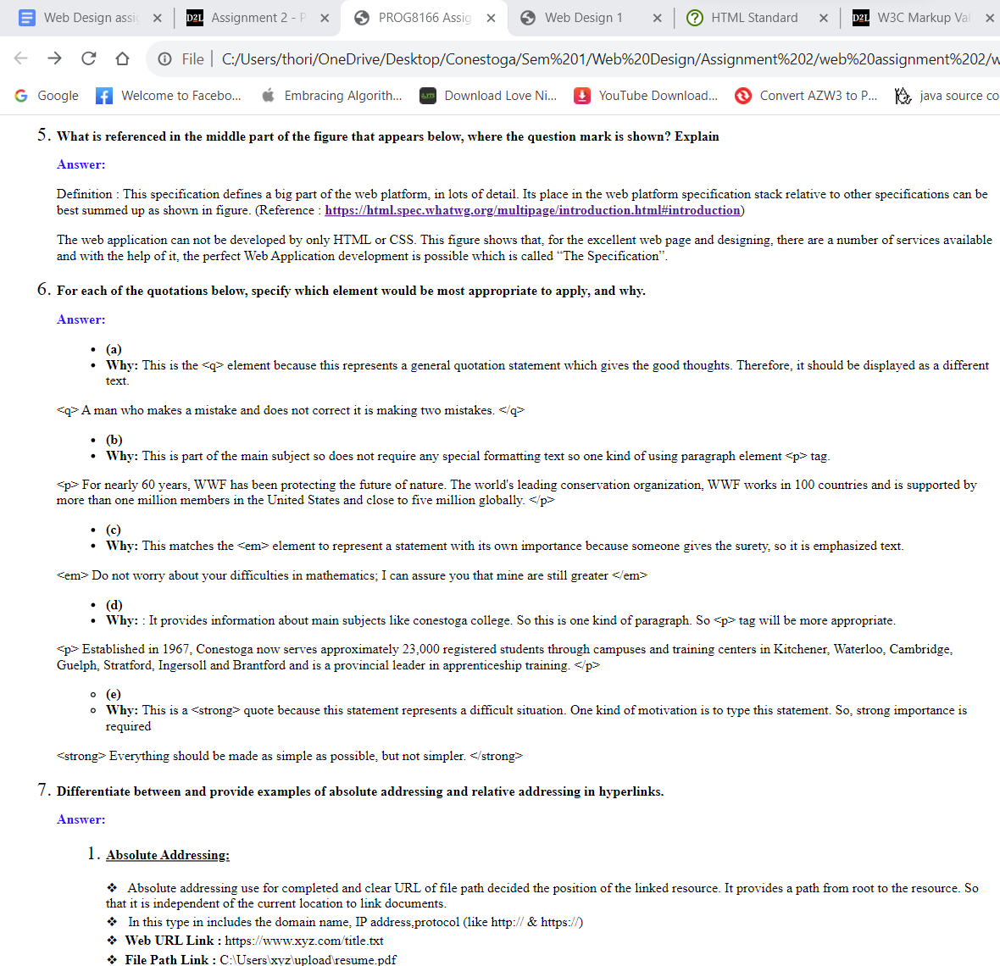 Web Design assi
D2L Assignment 2 - P
PROG8166 Assig
Web Design 1
HTML Standard
D2L W3C Markup Val
File C:/Users/thori/OneDrive/Desktop/Conestoga/Sem%201/Web%20Design/Assignment%202/web%20assignment%202/w
Google Welcome to Facebo... Embracing Algorith... Download Love Ni... YouTube Download... Convert AZW3 to P... java source co
5. What is referenced in the middle part of the figure that appears below, where the question mark is shown? Explain
Answer:
Definition : This specification defines a big part of the web platform, in lots of detail. Its place in the web platform specification stack relative to other specifications can be
best summed up as shown in figure. (Reference : https://html.spec.whatwg.org/multipage/introduction.html#introduction)
The web application can not be developed by only HTML or CSS. This figure shows that, for the excellent web page and designing, there are a number of services available
and with the help of it, the perfect Web Application development is possible which is called “The Specification”.
6. For each of the quotations below, specify which element would be most appropriate to apply, and why.
Answer:
• (a)
• Why: This is the <q> element because this represents a general quotation statement which gives the good thoughts. Therefore, it should be displayed as a different
text.
<q> A man who makes a mistake and does not correct it is making two mistakes. </q>
• (b)
• Why: This is part of the main subject so does not require any special formatting text so one kind of using paragraph element <p> tag.
<p> For nearly 60 years, WWF has been protecting the future of nature. The world's leading conservation organization, WWF works in 100 countries and is supported by
more than one million members in the United States and close to five million globally. </p>
• (c)
• Why: This matches the <em> element to represent a statement with its own importance because someone gives the surety, so it is emphasized text.
<em> Do not worry about your difficulties in mathematics; I can assure you that mine are still greater </em>
• (d)
• Why: : It provides information about main subjects like conestoga college. So this is one kind of paragraph. So <p> tag will be more appropriate.
<p> Established in 1967, Conestoga now serves approximately 23,000 registered students through campuses and training centers in Kitchener, Waterloo, Cambridge,
Guelph, Stratford, Ingersoll and Brantford and is a provincial leader in apprenticeship training. </p>
◦ (e)
◦ Why: This is a <strong> quote because this statement represents a difficult situation. One kind of motivation is to type this statement. So, strong importance is
required
<strong> Everything should be made as simple as possible, but not simpler. </strong>
7. Differentiate between and provide examples of absolute addressing and relative addressing in hyperlinks.
Answer:
1. Absolute Addressing:
❖ Absolute addressing use for completed and clear URL of file path decided the position of the linked resource. It provides a path from root to the resource. So
that it is independent of the current location to link documents.
❖ In this type in includes the domain name, IP address,protocol (like http:// & https://)
❖ Web URL Link : https://www.xyz.com/title.txt
❖ File Path Link : C:\Users\xyz\upload\resume.pdf